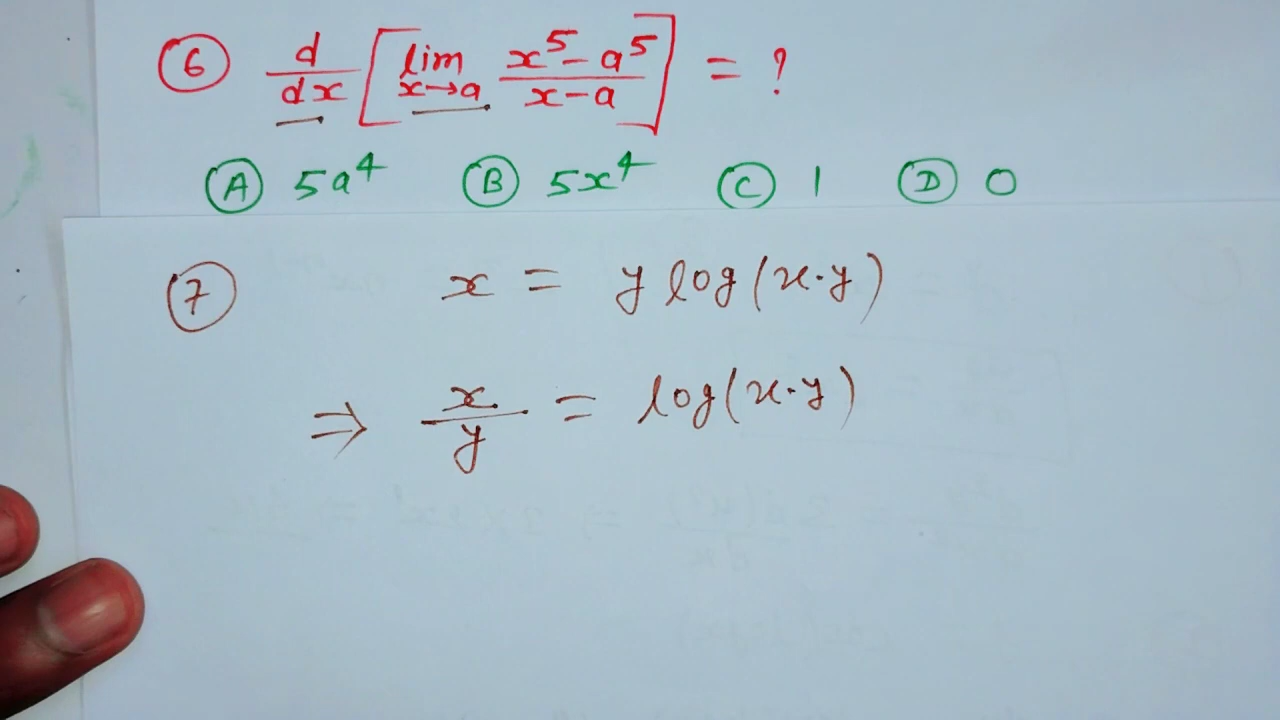 6 d/dx [lim x→a x⁵-a⁵/x-a] = ?
A 5a⁴ B 5x⁴ C 1 D 0
7 x = y log(x·y)
⇒ x/y = log(x·y)